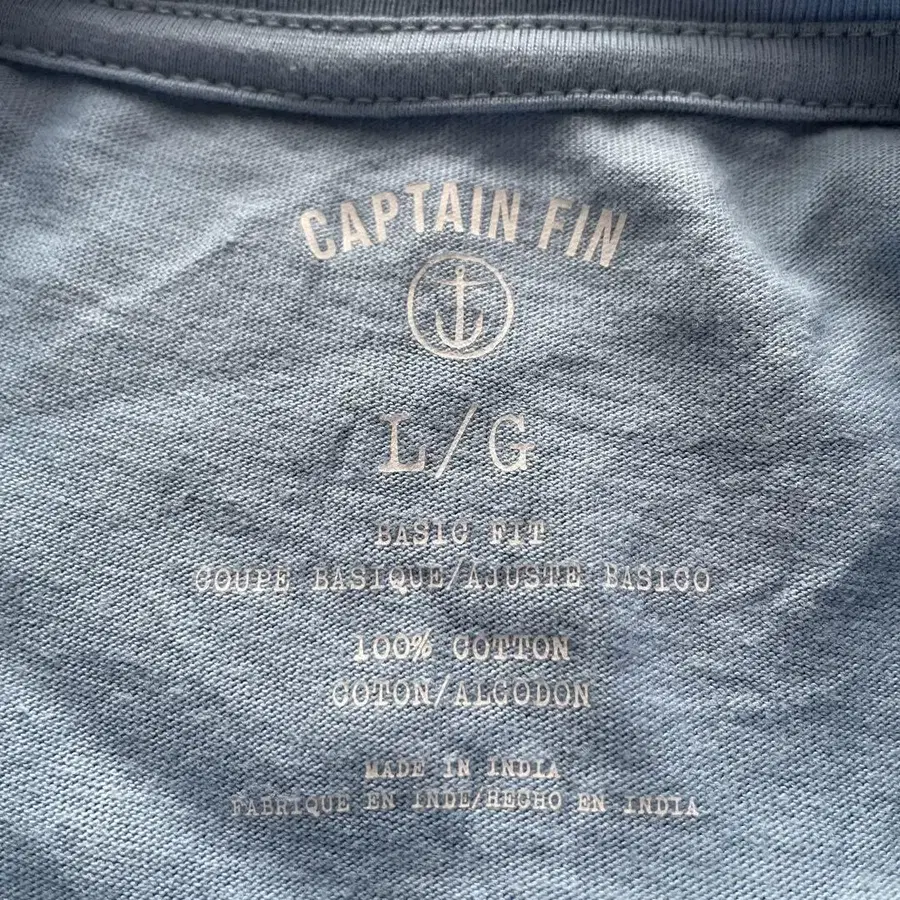 CAPTAIN FIN
L/G
BASIC FIT
COUPE BASIQUE/AJUSTE BASICO
100% COTTON
COTON/ALGODON
MADE IN INDIA
FABRIQUE EN INDE/HECHO EN INDIA